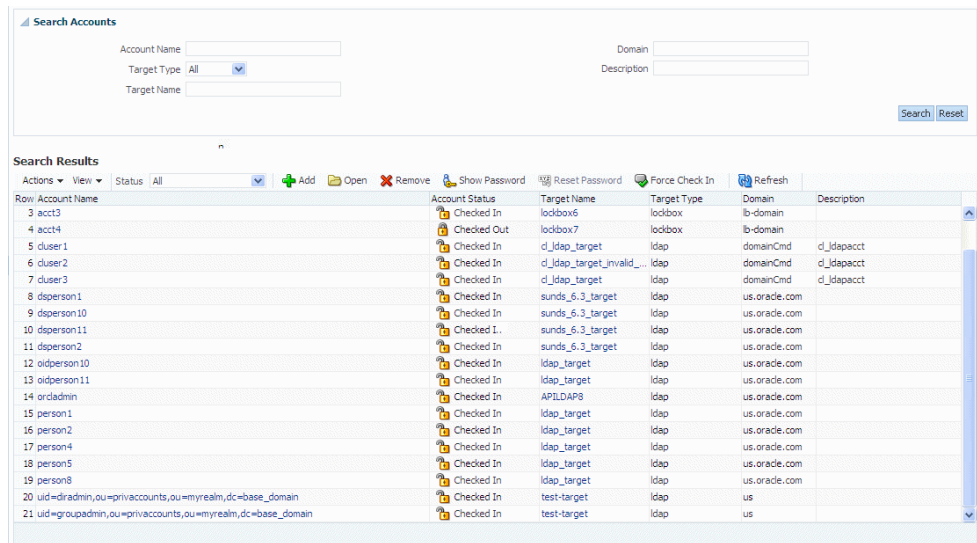 Search Accounts
Account Name
Domain
Target Type All
Description
Target Name
Search Reset
Search Results
Actions View Status All Add Open Remove Show Password Reset Password Force Check In Refresh
Row Account Name Account Status Target Name Target Type Domain Description
3 acct3 Checked In lockbox6 lockbox lb-domain
4 acct4 Checked Out lockbox7 lockbox lb-domain
5 cluser1 Checked In cl_ldap_target ldap domainCmd cl_ldapacct
6 cluser2 Checked In cl_ldap_target_invalid_... ldap domainCmd cl_ldapacct
7 cluser3 Checked In cl_ldap_target ldap domainCmd cl_ldapacct
8 dsperson1 Checked In sunds_6.3_target ldap us.oracle.com
9 dsperson10 Checked In sunds_6.3_target ldap us.oracle.com
10 dsperson11 Checked I.. sunds_6.3_target ldap us.oracle.com
11 dsperson2 Checked In sunds_6.3_target ldap us.oracle.com
12 oidperson10 Checked In ldap_target ldap us.oracle.com
13 oidperson11 Checked In ldap_target ldap us.oracle.com
14 orcladmin Checked In APILDAP8 ldap us.oracle.com
15 person1 Checked In ldap_target ldap us.oracle.com
16 person2 Checked In ldap_target ldap us.oracle.com
17 person4 Checked In ldap_target ldap us.oracle.com
18 person5 Checked In ldap_target ldap us.oracle.com
19 person8 Checked In ldap_target ldap us.oracle.com
20 uid=diradmin,ou=privaccounts,ou=myrealm,dc=base_domain Checked In test-target ldap us
21 uid=groupadmin,ou=privaccounts,ou=myrealm,dc=base_domain Checked In test-target ldap us